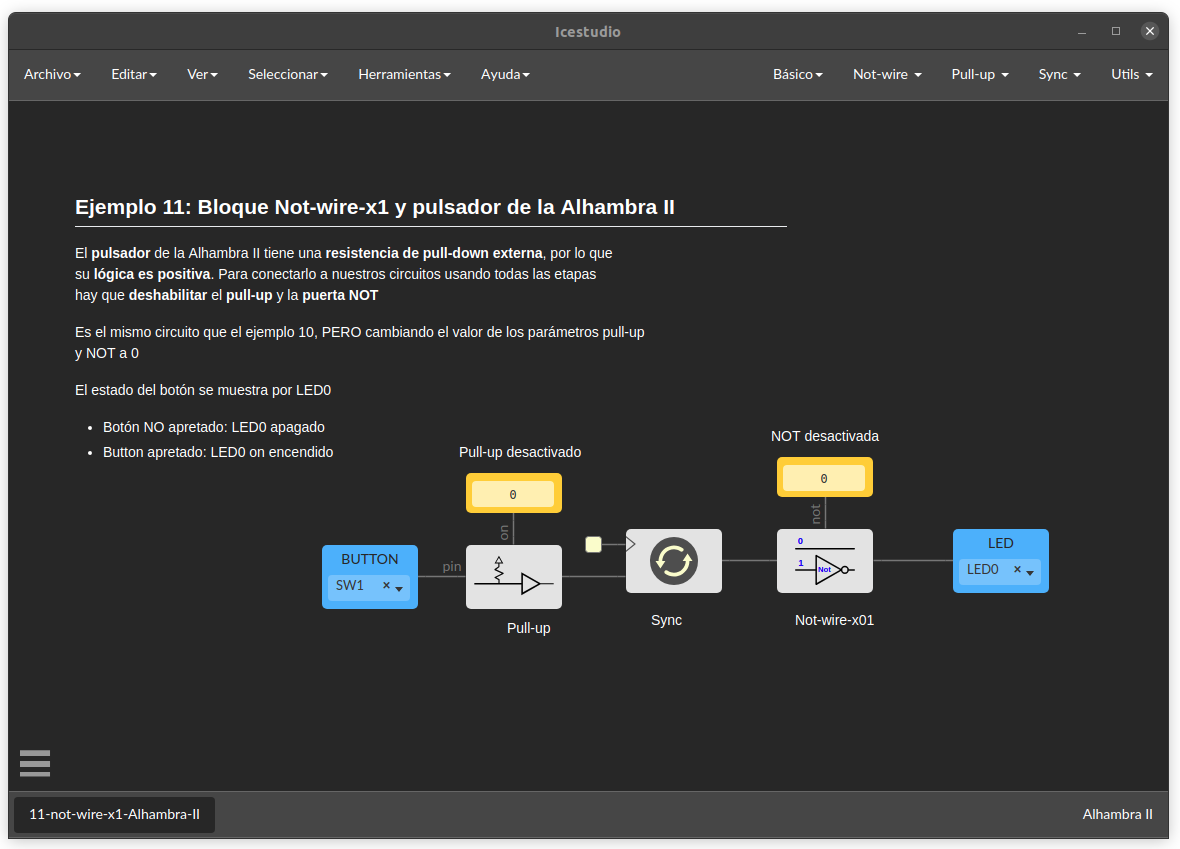 Icestudio
Archivo Editar Ver Seleccionar Herramientas Ayuda Básico Not-wire Pull-up Sync Utils
Ejemplo 11: Bloque Not-wire-x1 y pulsador de la Alhambra II
El pulsador de la Alhambra II tiene una resistencia de pull-down externa, por lo que
su lógica es positiva. Para conectarlo a nuestros circuitos usando todas las etapas
hay que deshabilitar el pull-up y la puerta NOT
Es el mismo circuito que el ejemplo 10, PERO cambiando el valor de los parámetros pull-up
y NOT a 0
El estado del botón se muestra por LED0
• Botón NO apretado: LED0 apagado
• Button apretado: LED0 on encendido
Pull-up desactivado
NOT desactivada
0
0
on
not
BUTTON
SW1 ×
pin
0
1
Not
LED
LED0 ×
Pull-up
Sync
Not-wire-x01
11-not-wire-x1-Alhambra-II
Alhambra II